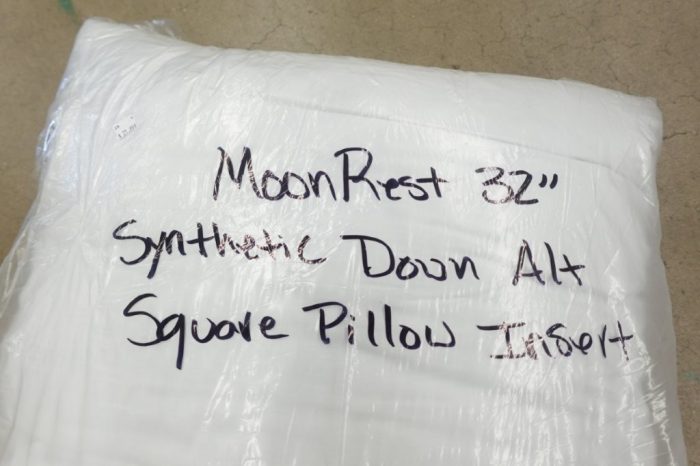 MoonRest 32"
Synthetic Down Alt
Square Pillow Insert